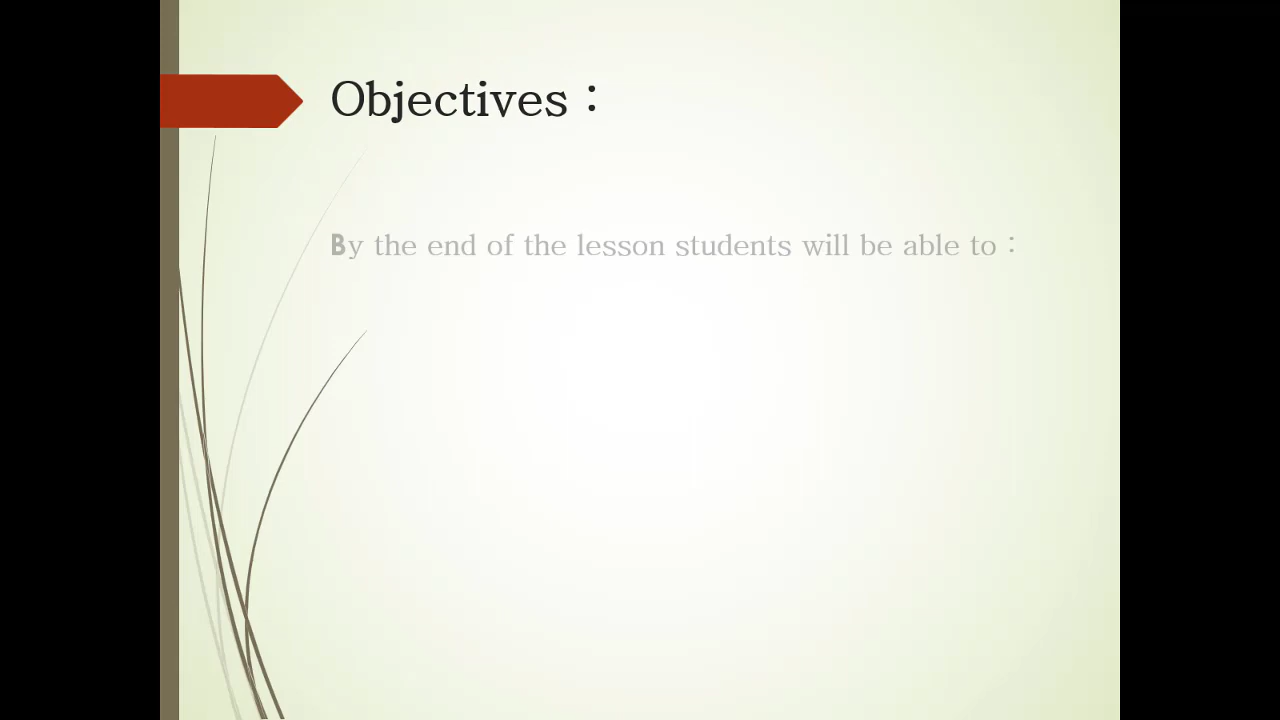 Objectives :
By the end of the lesson students will be able to :